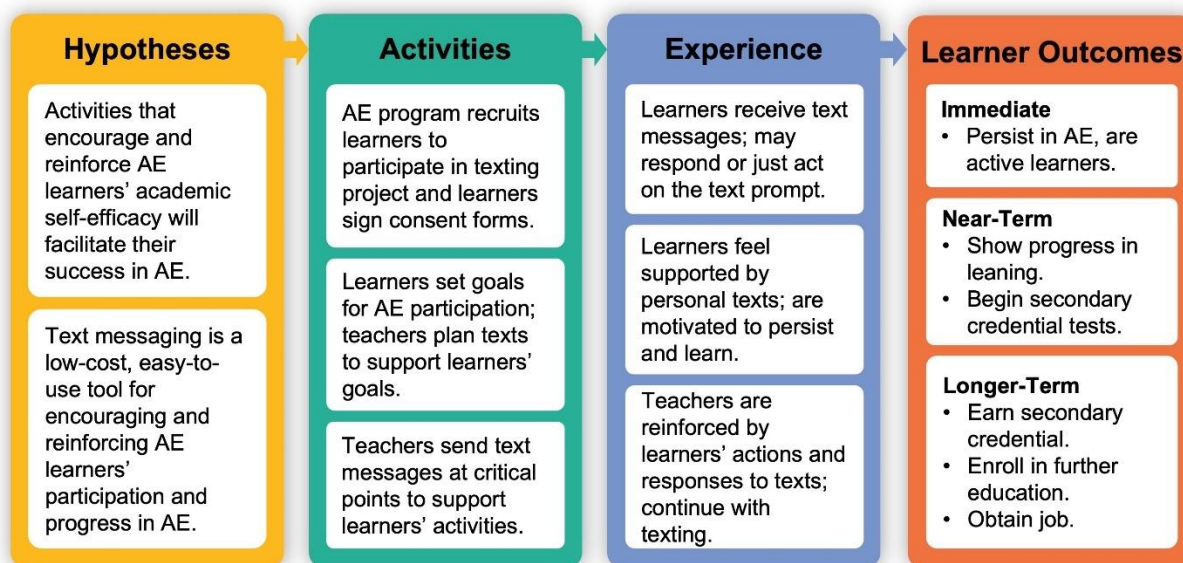 Hypotheses
Activities that
encourage and
reinforce AE
learners’ academic
self-efficacy will
facilitate their
success in AE.
Text messaging is a
low-cost, easy-to-
use tool for
encouraging and
reinforcing AE
learners’
participation and
progress in AE.
Activities
AE program recruits
learners to
participate in texting
project and learners
sign consent forms.
Learners set goals
for AE participation;
teachers plan texts
to support learners’
goals.
Teachers send text
messages at critical
points to support
learners’ activities.
Experience
Learners receive text
messages; may
respond or just act
on the text prompt.
Learners feel
supported by
personal texts; are
motivated to persist
and learn.
Teachers are
reinforced by
learners’ actions and
responses to texts;
continue with
texting.
Learner Outcomes
Immediate
• Persist in AE, are
active learners.
Near-Term
• Show progress in
leaning.
• Begin secondary
credential tests.
Longer-Term
• Earn secondary
credential.
• Enroll in further
education.
• Obtain job.